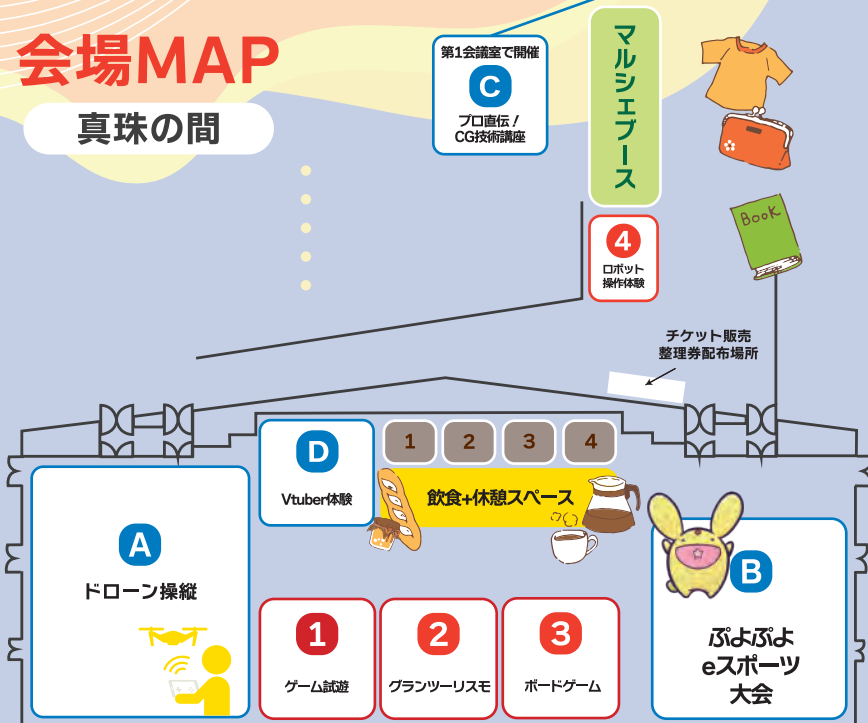 会場MAP
真珠の間
第1会議室で開催
C
プロ直伝！
CG技術講座
マルシェブース
4
ロボット
操作体験
BOOK
チケット販売
整理券配布場所
D
Vtuber体験
1
2
3
4
飲食+休憩スペース
A
ドローン操縦
B
ぷよぷよ
eスポーツ
大会
1
ゲーム試遊
2
グランツーリスモ
3
ボードゲーム